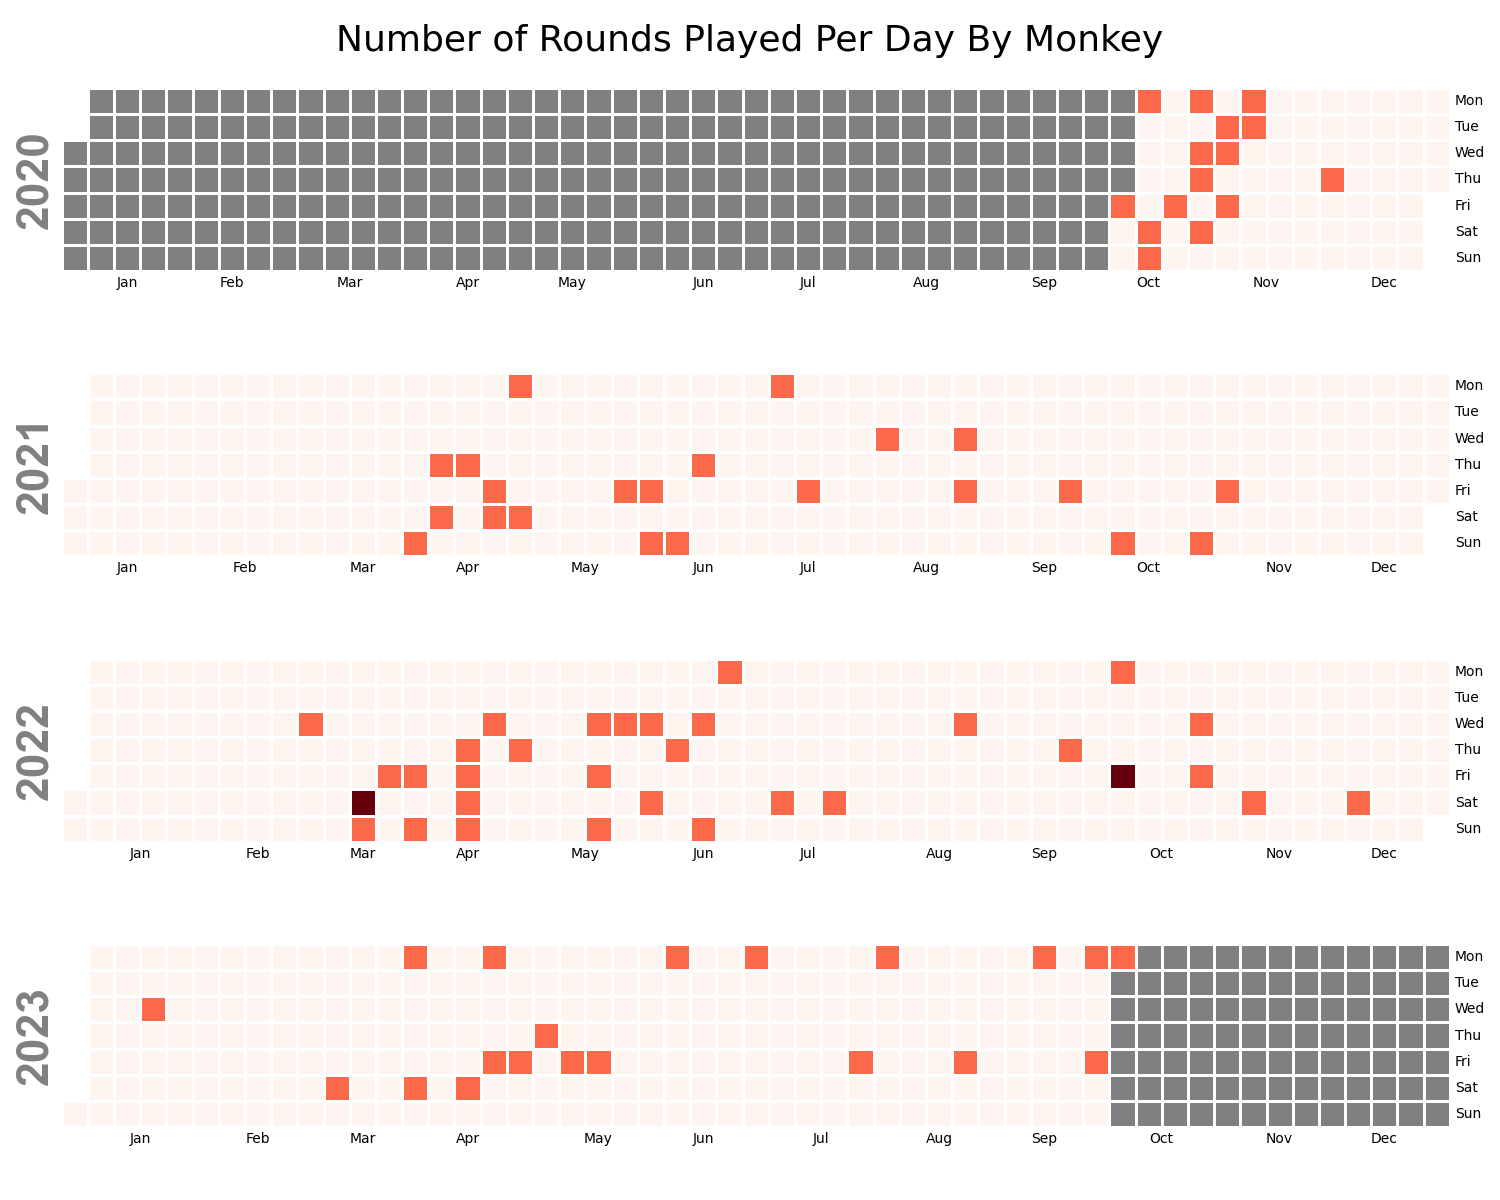 Number of Rounds Played Per Day By Monkey
2020
Mon
Tue
Wed
Thu
Fri
Sat
Sun
Jan Feb Mar Apr May Jun Jul Aug Sep Oct Nov Dec
2021
Mon
Tue
Wed
Thu
Fri
Sat
Sun
Jan Feb Mar Apr May Jun Jul Aug Sep Oct Nov Dec
2022
Mon
Tue
Wed
Thu
Fri
Sat
Sun
Jan Feb Mar Apr May Jun Jul Aug Sep Oct Nov Dec
2023
Mon
Tue
Wed
Thu
Fri
Sat
Sun
Jan Feb Mar Apr May Jun Jul Aug Sep Oct Nov Dec